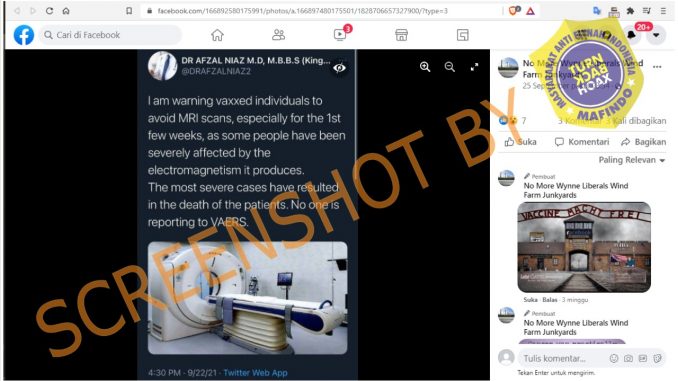 facebook.com/166892580175991/photos/a.166897480175501/1828706657327900/?type=3
Cari di Facebook
3
20+
DR AFZAL NIAZ M.D, M.B.B.S (King...
@DRAFZALNIAZ2
I am warning vaxxed individuals to
avoid MRI scans, especially for the 1st
few weeks, as some people have been
severely affected by the
electromagnetism it produces.
The most severe cases have resulted
in the death of the patients. No one is
reporting to VAERS.
4:30 PM · 9/22/21 · Twitter Web App
SCREENSHOT BY
MASYARAKAT ANTI FITNAH INDONESIA
TURN
BACK
HOAX
MAFINDO
No More Wynne Liberals Wind
Farm Junkyards
25 September
7
3 Komentar 3 Kali dibagikan
Suka
Komentari
Bagikan
Paling Relevan
Pembuat
No More Wynne Liberals Wind
Farm Junkyards
VACCINE MACHT FREI
Suka · Balas · 3 minggu
Pembuat
No More Wynne Liberals Wind
Farm Junkyards
Tulis komentar...
Tekan Enter untuk mengirim.